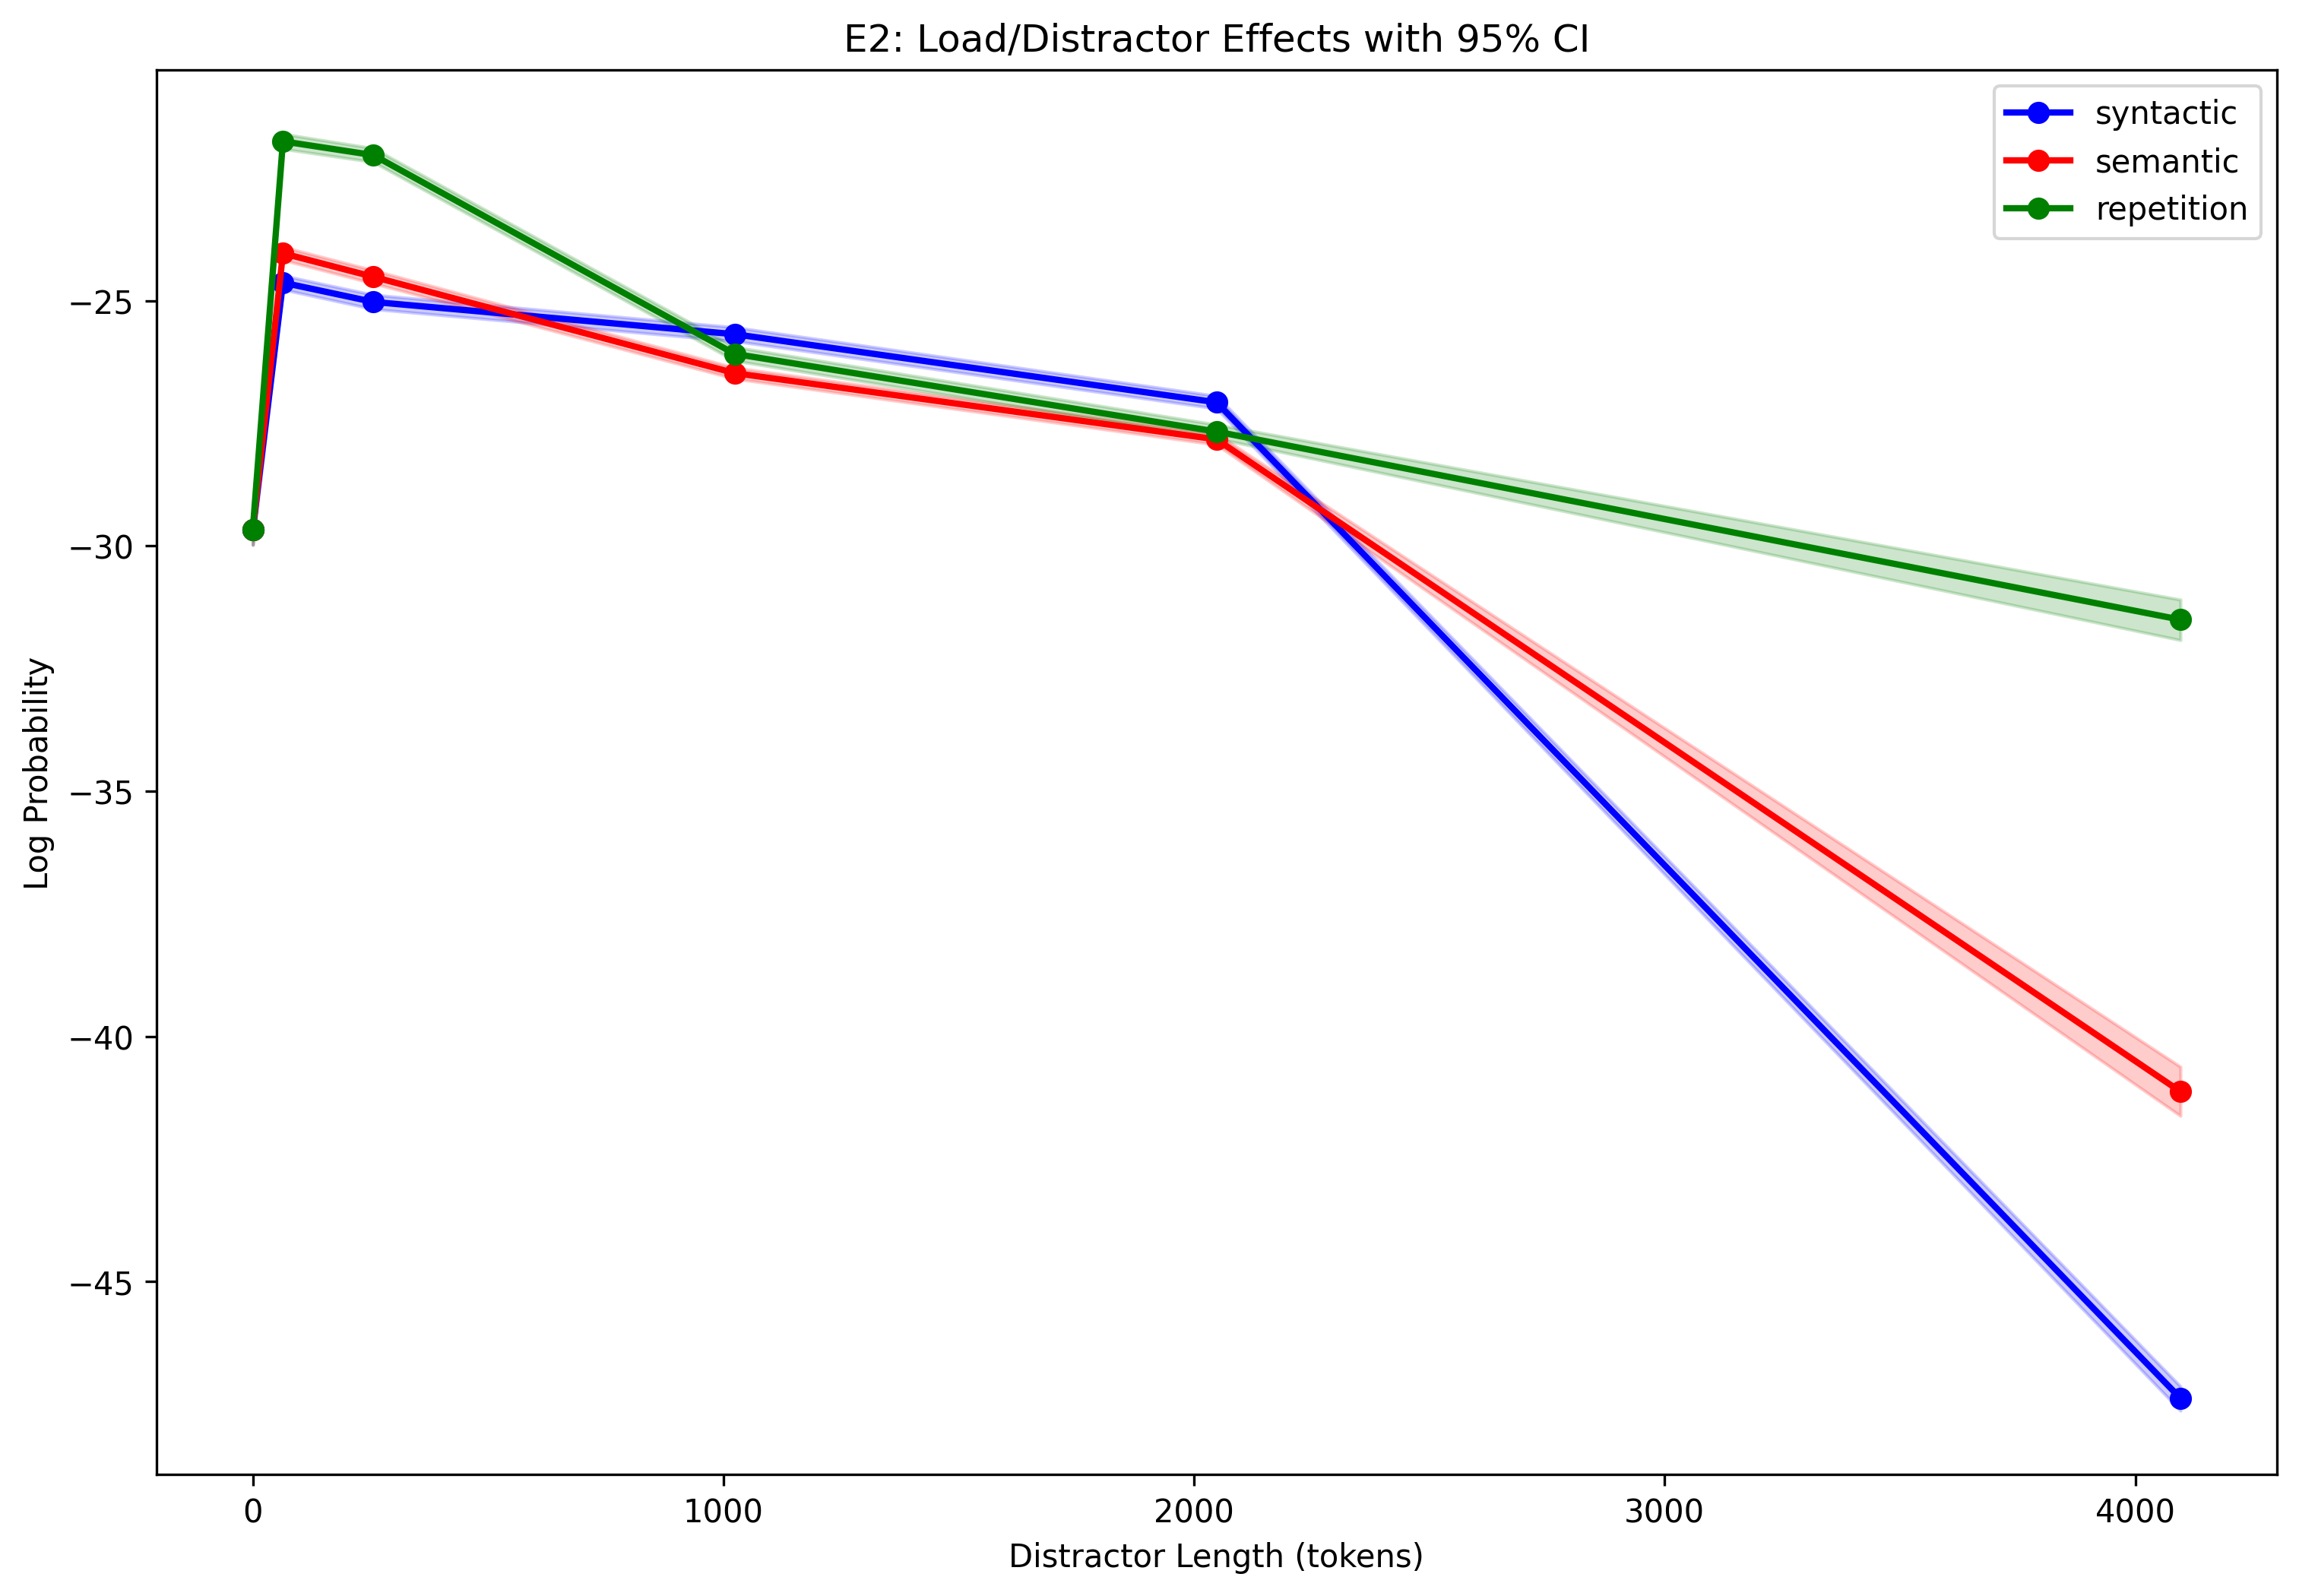 E2: Load/Distractor Effects with 95% CI
syntactic
semantic
repetition
−25
−30
−35
−40
−45
Log Probability
0 1000 2000 3000 4000
Distractor Length (tokens)